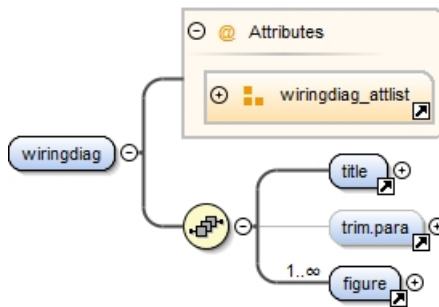 @ Attributes
wiringdiag_attlist
wiringdiag
title
trim.para
1..∞
figure